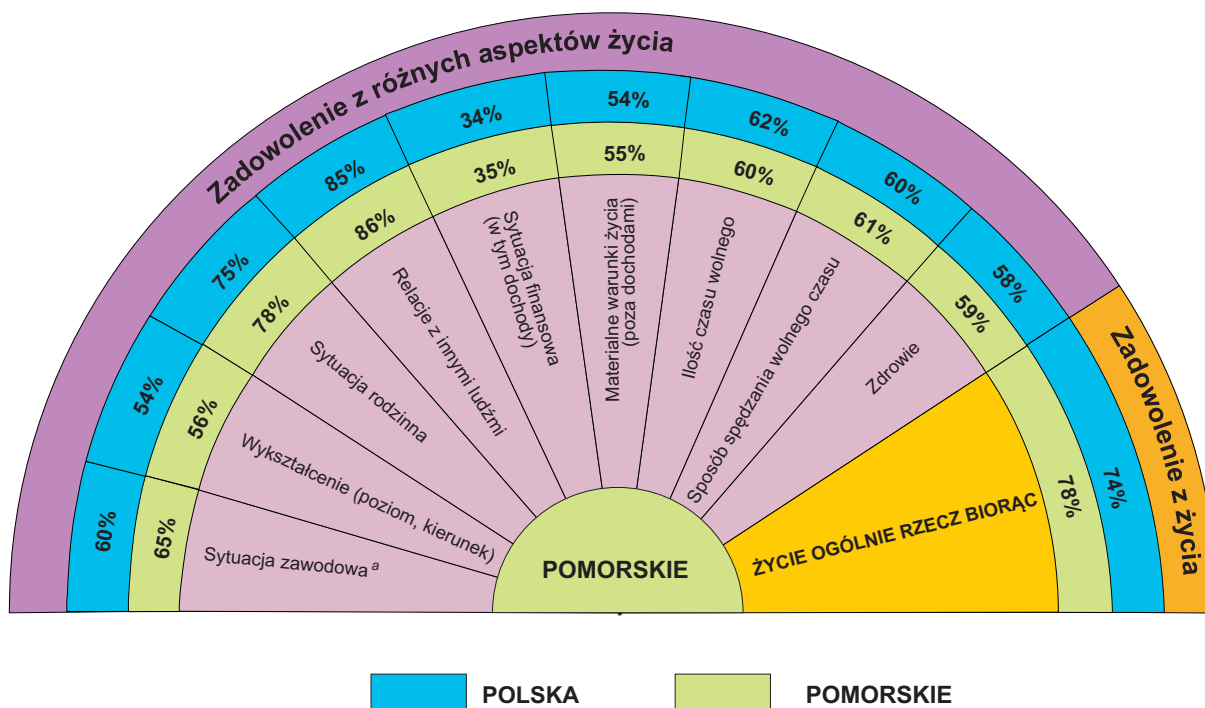 Zadowolenie z różnych aspektów życia
Zadowolenie z życia
60%
54%
75%
85%
34%
54%
62%
60%
58%
74%
65%
56%
78%
86%
35%
55%
60%
61%
59%
78%
Sytuacja zawodowa a
Wykształcenie (poziom, kierunek)
Sytuacja rodzinna
Relacje z innymi ludźmi
Sytuacja finansowa
(w tym dochody)
Materialne warunki życia
(poza dochodami)
Ilość czasu wolnego
Sposób spędzania wolnego czasu
Zdrowie
ŻYCIE OGÓLNIE RZECZ BIORĄC
POMORSKIE
POLSKA
POMORSKIE